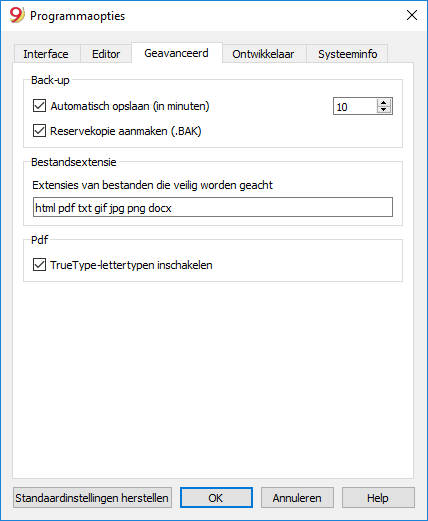 Programmaopties
Interface Editor Geavanceerd Ontwikkelaar Systeeminfo
Back-up
Automatisch opslaan (in minuten) 10
Reservekopie aanmaken (.BAK)
Bestandsextensie
Extensies van bestanden die veilig worden geacht
html pdf txt gif jpg png docx
Pdf
TrueType-lettertypen inschakelen
Standaardinstellingen herstellen OK Annuleren Help